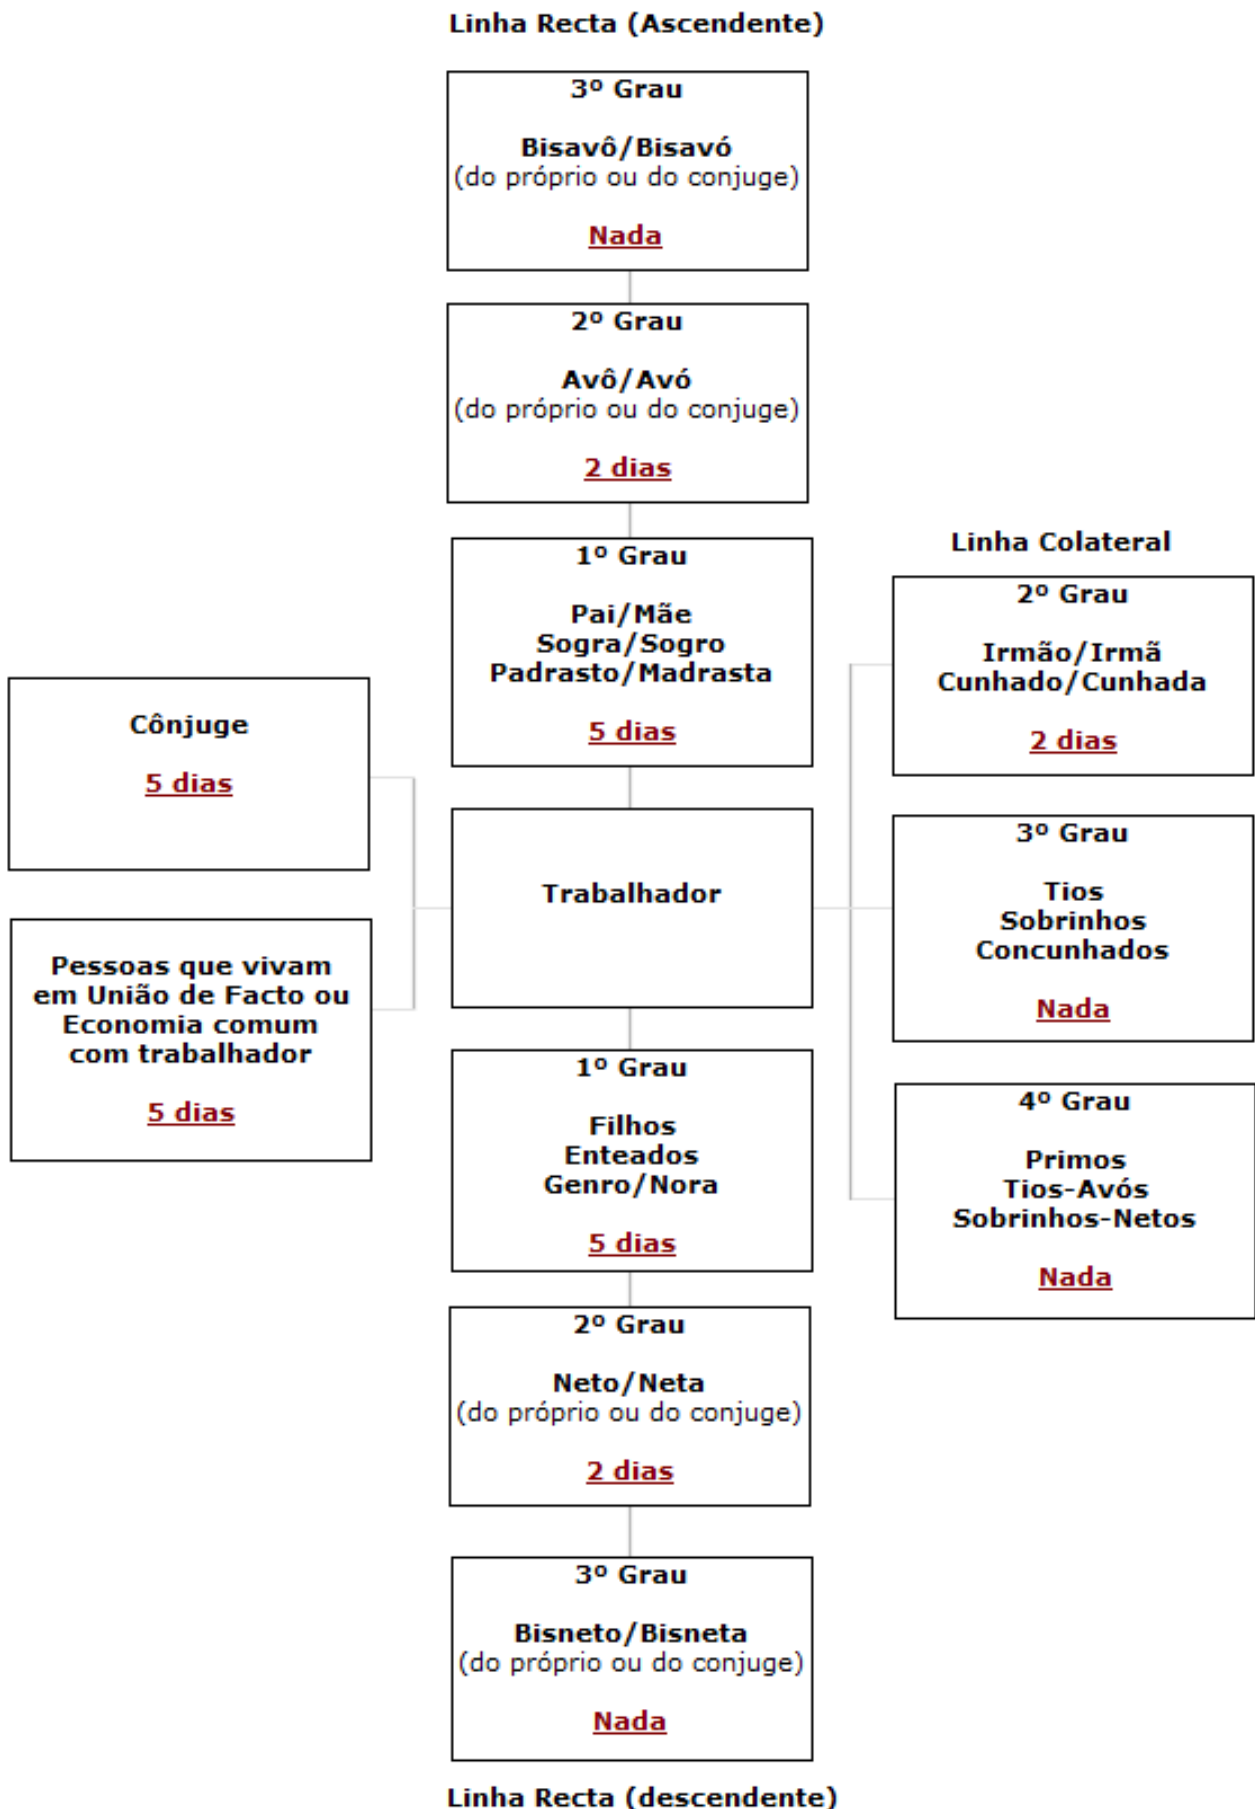 Linha Recta (Ascendente)
3º Grau
Bisavô/Bisavó
(do próprio ou do conjuge)
Nada
2º Grau
Avô/Avó
(do próprio ou do conjuge)
2 dias
1º Grau
Pai/Mãe
Sogra/Sogro
Padrasto/Madrasta
5 dias
Linha Colateral
2º Grau
Irmão/Irmã
Cunhado/Cunhada
2 dias
Cônjuge
5 dias
Trabalhador
3º Grau
Tios
Sobrinhos
Concunhados
Nada
Pessoas que vivam
em União de Facto ou
Economia comum
com trabalhador
5 dias
1º Grau
Filhos
Enteados
Genro/Nora
5 dias
4º Grau
Primos
Tios-Avós
Sobrinhos-Netos
Nada
2º Grau
Neto/Neta
(do próprio ou do conjuge)
2 dias
3º Grau
Bisneto/Bisneta
(do próprio ou do conjuge)
Nada
Linha Recta (descendente)